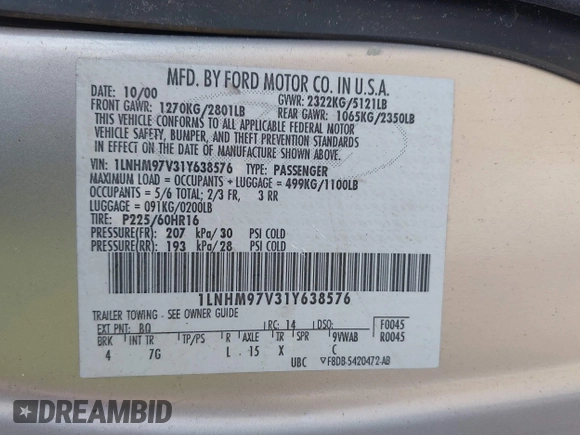 MFD. BY FORD MOTOR CO. IN U.S.A.
DATE: 10/00 GVWR: 2322KG/5121LB
FRONT GAWR: 1270KG/2801LB REAR GAWR: 1065KG/2350LB
THIS VEHICLE CONFORMS TO ALL APPLICABLE FEDERAL MOTOR
VEHICLE SAFETY, BUMPER, AND THEFT PREVENTION STANDARDS
IN EFFECT ON THE DATE OF MANUFACTURE SHOWN ABOVE.
VIN: 1LNHM97V31Y638576 TYPE: PASSENGER
MAXIMUM LOAD = OCCUPANTS + LUGGAGE = 499KG/1100LB
OCCUPANTS = 5/6 TOTAL; 2/3 FR, 3 RR
LUGGAGE = 091KG/0200LB
TIRE: P225/60HR16
PRESSURE(FR) : 207 kPa/30 PSI COLD
PRESSURE(RR) : 193 kPa/28 PSI COLD
1LNHM97V31Y638576
TRAILER TOWING - SEE OWNER GUIDE
EXT PNT: BQ RC: 14 DSO: F0045
BRK INT TR TP/PS R AXLE TR SPR 9VWAB R0045
4 7G L 15 X C
UBC F8DB-5420472-AB
DREAMBID